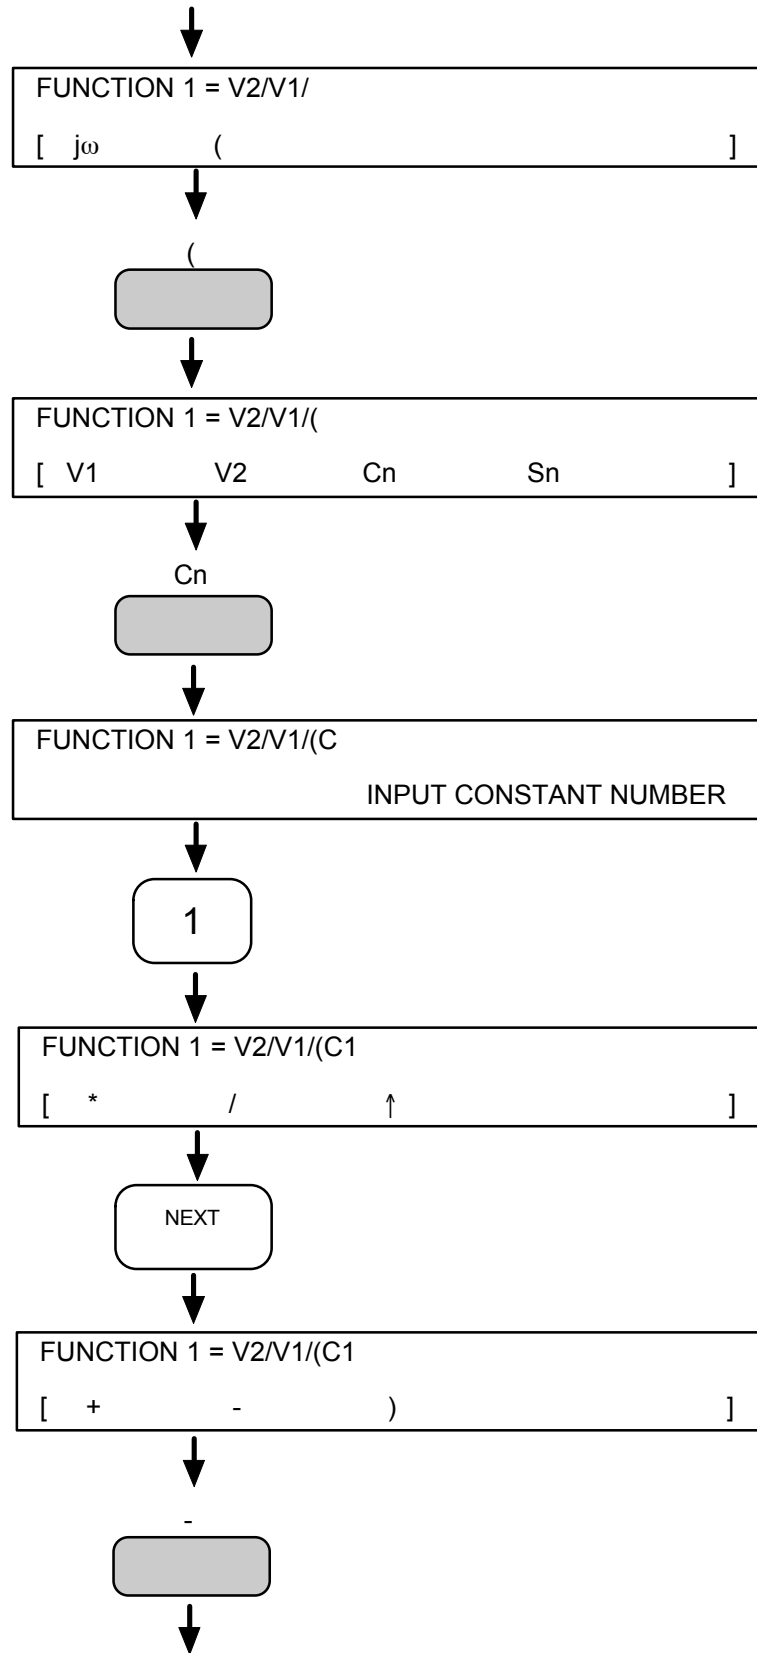 FUNCTION 1 = V2/V1/
[ jω ( ]
(
FUNCTION 1 = V2/V1/(
[ V1 V2 Cn Sn ]
Cn
FUNCTION 1 = V2/V1/(C
INPUT CONSTANT NUMBER
1
FUNCTION 1 = V2/V1/(C1
[ * / ↑ ]
NEXT
FUNCTION 1 = V2/V1/(C1
[ + - ) ]
-